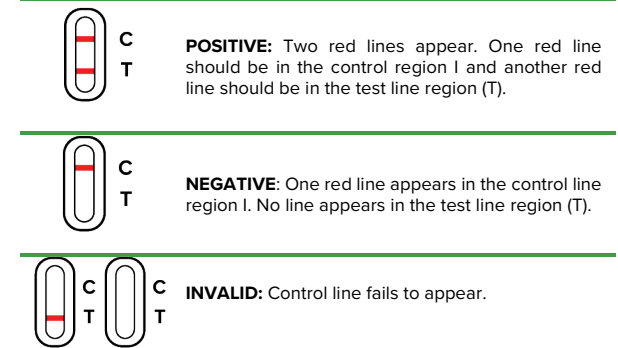 C
T
POSITIVE: Two red lines appear. One red line
should be in the control region I and another red
line should be in the test line region (T).
C
T
NEGATIVE: One red line appears in the control line
region I. No line appears in the test line region (T).
C
T
C
T
INVALID: Control line fails to appear.